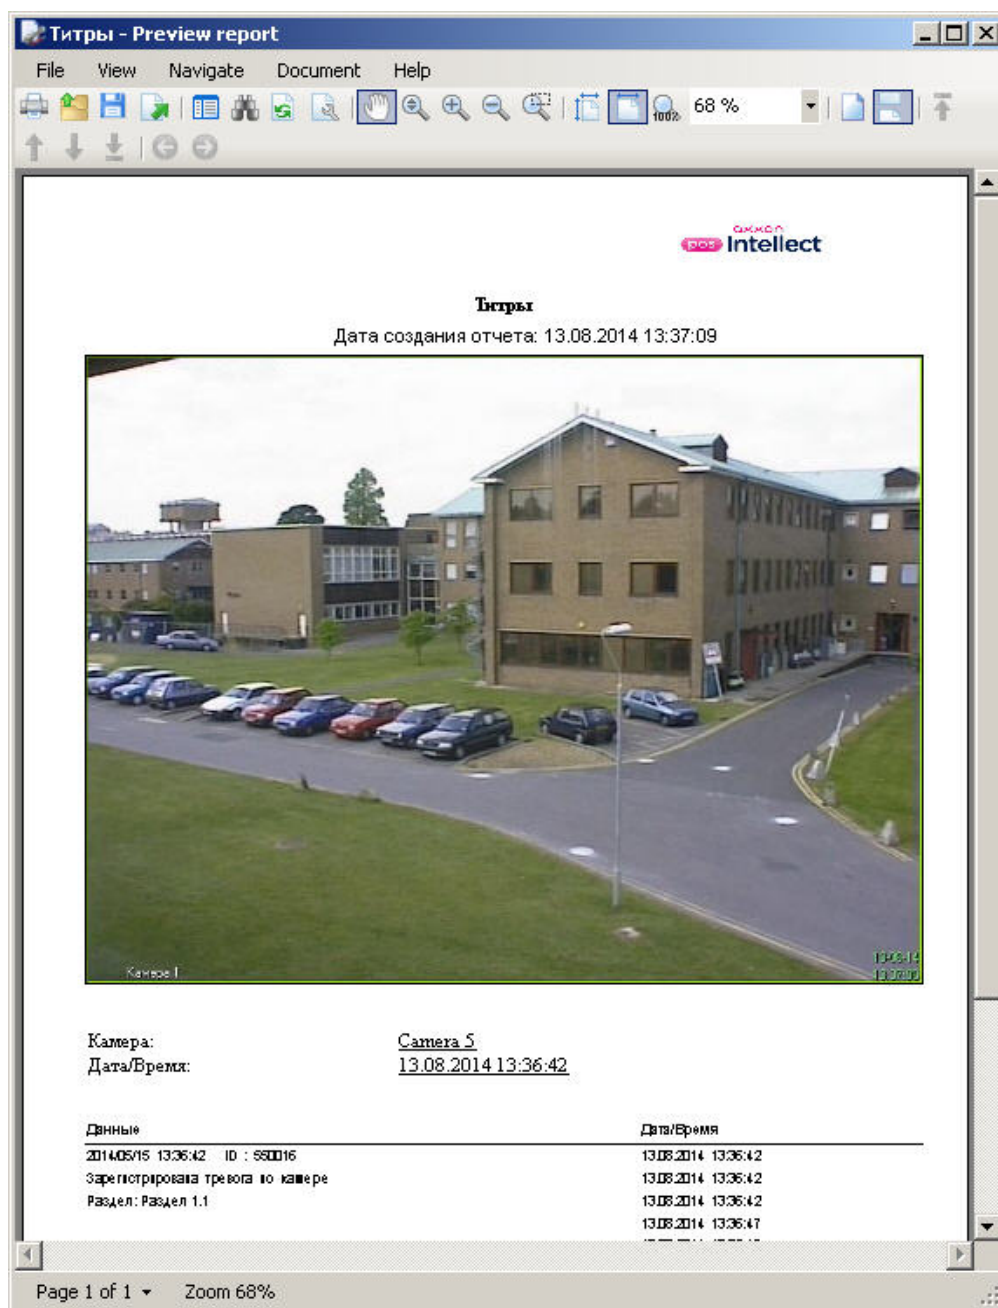 Титры - Preview report
File View Navigate Document Help
100% 68 %
axxon
pos Intellect
Титры
Дата создания отчета: 13.08.2014 13:37:09
Камера 1
Камера: Camera 5
Дата/Время: 13.08.2014 13:36:42
Данные Дата/Время
2014/05/15 13:36:42 ID : 550016 13.08.2014 13:36:42
Зарегистрирована тревога по камере 13.08.2014 13:36:42
Раздел: Раздел 1.1 13.08.2014 13:36:42
13.08.2014 13:36:47
Page 1 of 1 Zoom 68%